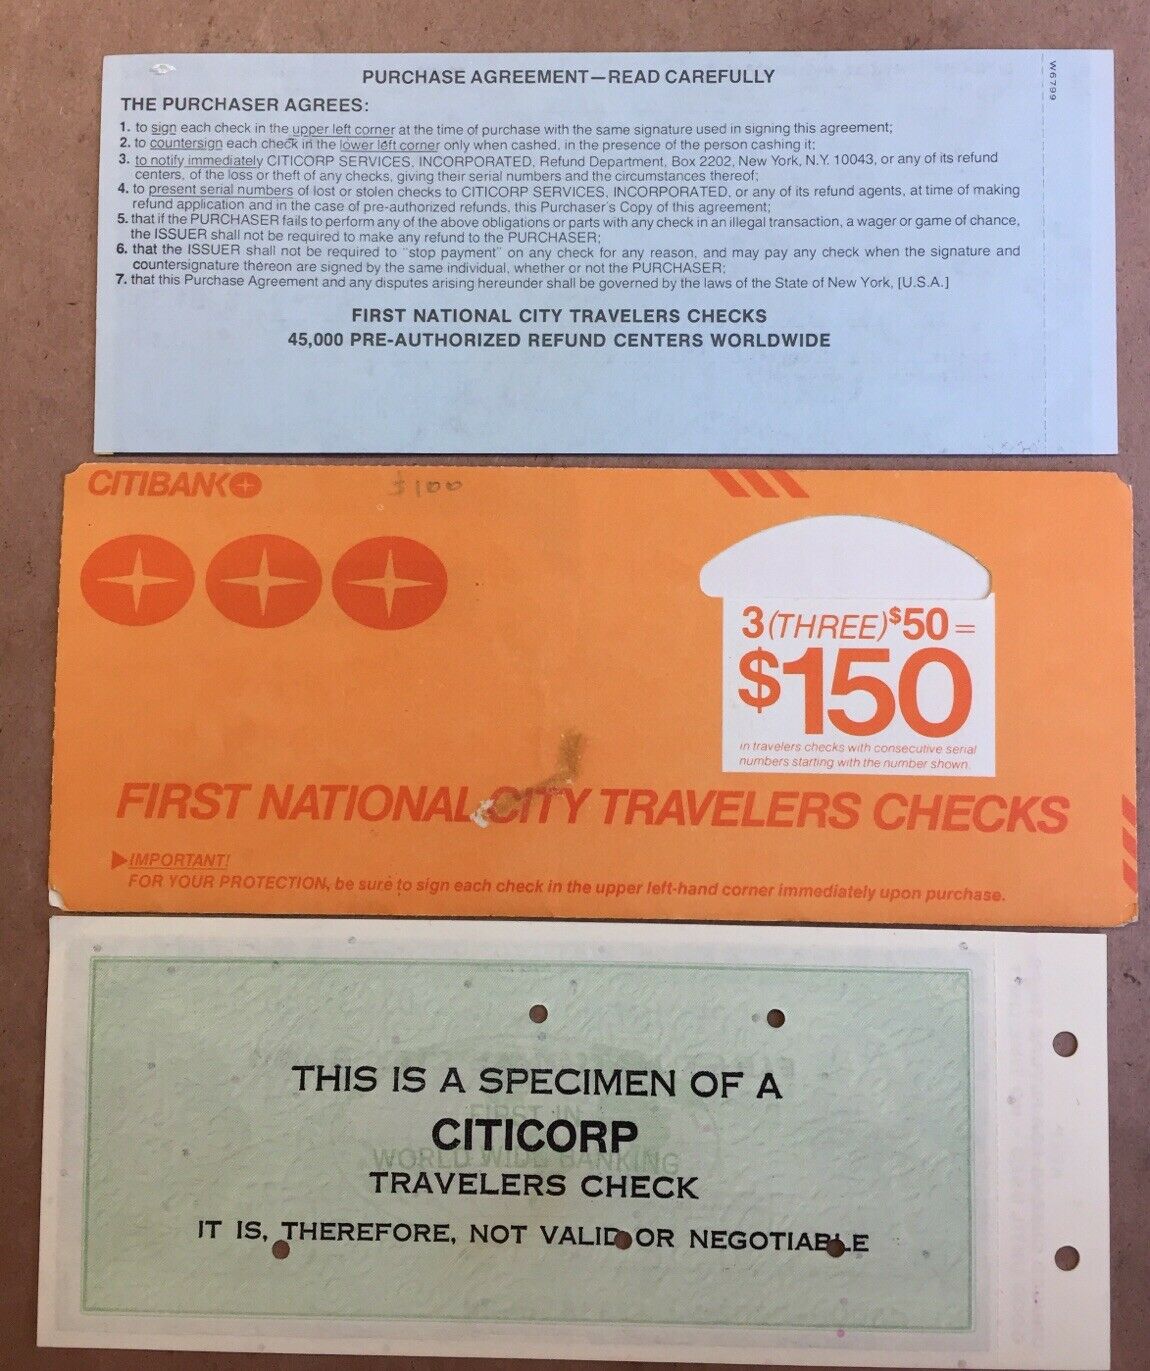 PURCHASE AGREEMENT—READ CAREFULLY
W6799
THE PURCHASER AGREES:
1. to sign each check in the upper left corner at the time of purchase with the same signature used in signing this agreement;
2. to countersign each check in the lower left corner only when cashed, in the presence of the person cashing it;
3. to notify immediately CITICORP SERVICES, INCORPORATED, Refund Department, Box 2202, New York, N.Y. 10043, or any of its refund
centers, of the loss or theft of any checks, giving their serial numbers and the circumstances thereof;
4. to present serial numbers of lost or stolen checks to CITICORP SERVICES, INCORPORATED, or any of its refund agents, at time of making
refund application and in the case of pre-authorized refunds, this Purchaser's Copy of this agreement;
5. that if the PURCHASER fails to perform any of the above obligations or parts with any check in an illegal transaction, a wager or game of chance,
the ISSUER shall not be required to make any refund to the PURCHASER;
6. that the ISSUER shall not be required to "stop payment" on any check for any reason, and may pay any check when the signature and
countersignature thereon are signed by the same individual, whether or not the PURCHASER;
7. that this Purchase Agreement and any disputes arising hereunder shall be governed by the laws of the State of New York, [U.S.A.]
FIRST NATIONAL CITY TRAVELERS CHECKS
45,000 PRE-AUTHORIZED REFUND CENTERS WORLDWIDE
CITIBANK
3 (THREE) $50 =
$150
in travelers checks with consecutive serial
numbers starting with the number shown.
FIRST NATIONAL CITY TRAVELERS CHECKS
IMPORTANT!
FOR YOUR PROTECTION, be sure to sign each check in the upper left-hand corner immediately upon purchase.
THIS IS A SPECIMEN OF A
FIRST IN
CITICORP
WORLD WIDE BANKING
TRAVELERS CHECK
IT IS, THEREFORE, NOT VALID OR NEGOTIABLE